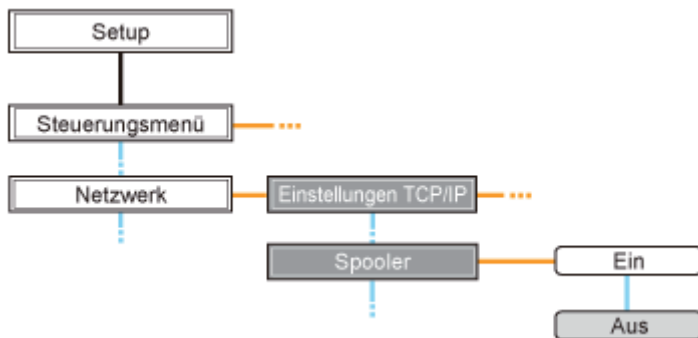 Setup
Steuerungsmenü
Netzwerk
Einstellungen TCP/IP
Spooler
Ein
Aus